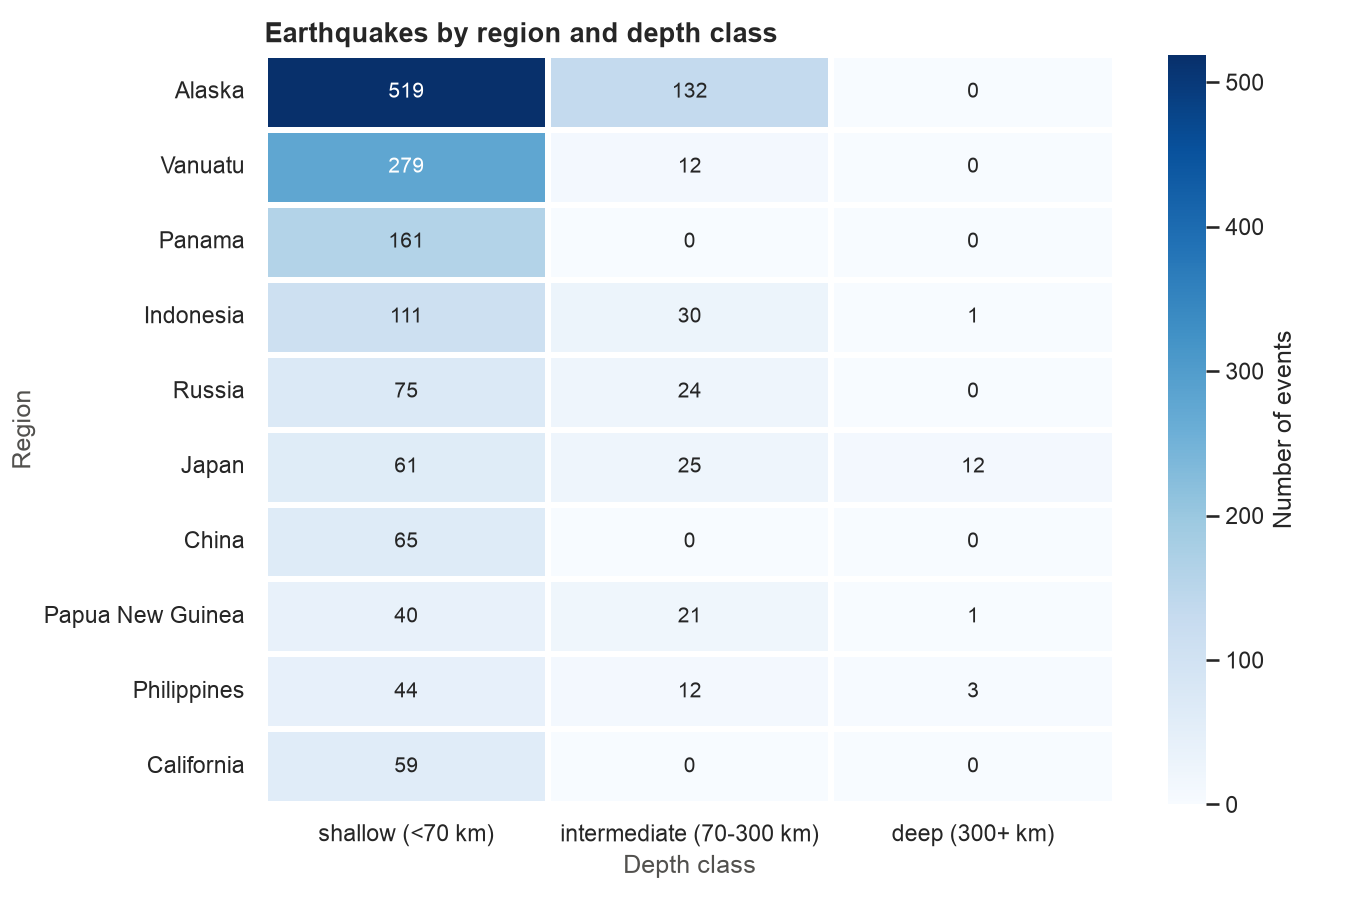 Earthquakes by region and depth class
Alaska 519 132 0
Vanuatu 279 12 0
Panama 161 0 0
Indonesia 111 30 1
Russia 75 24 0
Japan 61 25 12
China 65 0 0
Papua New Guinea 40 21 1
Philippines 44 12 3
California 59 0 0
shallow (<70 km) intermediate (70-300 km) deep (300+ km)
Depth class
Region
500
400
300
200
100
0
Number of events